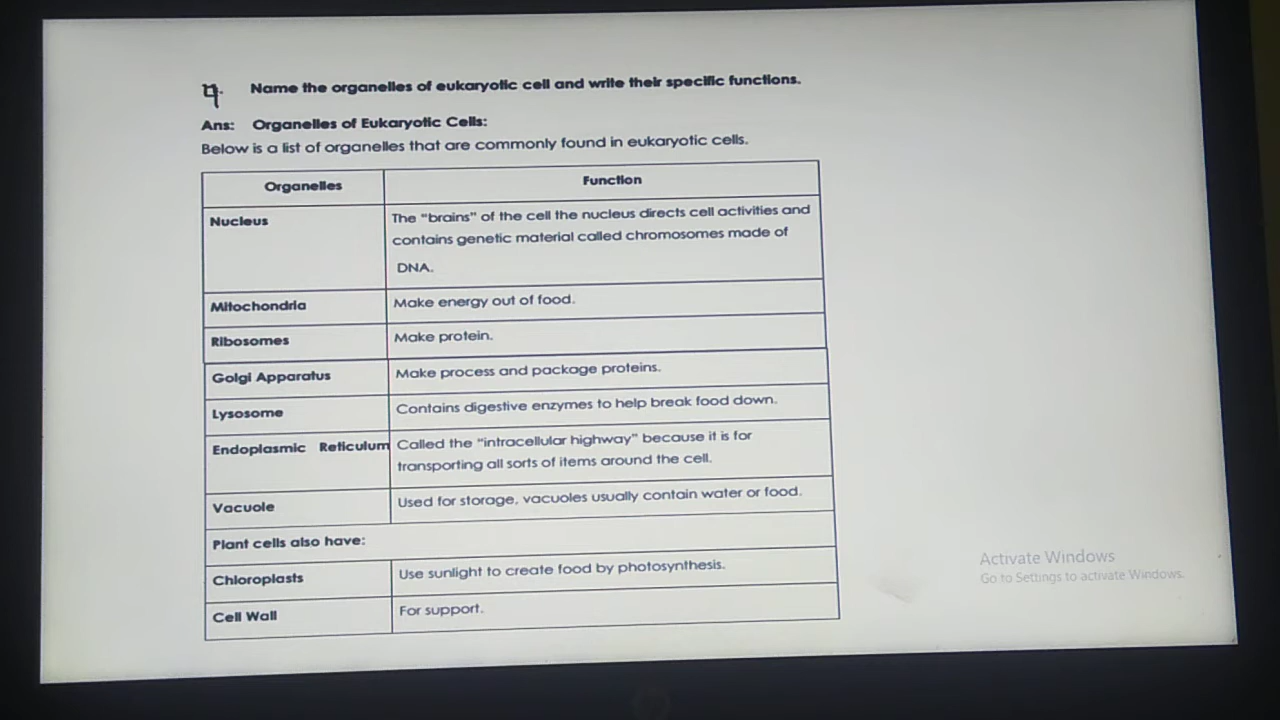 4. Name the organelles of eukaryotic cell and write their specific functions.
Ans: Organelles of Eukaryotic Cells:
Below is a list of organelles that are commonly found in eukaryotic cells.
Organelles Function
Nucleus The "brains" of the cell the nucleus directs cell activities and
contains genetic material called chromosomes made of
DNA.
Mitochondria Make energy out of food.
Ribosomes Make protein.
Golgi Apparatus Make process and package proteins.
Lysosome Contains digestive enzymes to help break food down.
Endoplasmic Reticulum Called the "intracellular highway" because it is for
transporting all sorts of items around the cell.
Vacuole Used for storage, vacuoles usually contain water or food.
Plant cells also have:
Chloroplasts Use sunlight to create food by photosynthesis.
Cell Wall For support.
Activate Windows
Go to Settings to activate Windows.